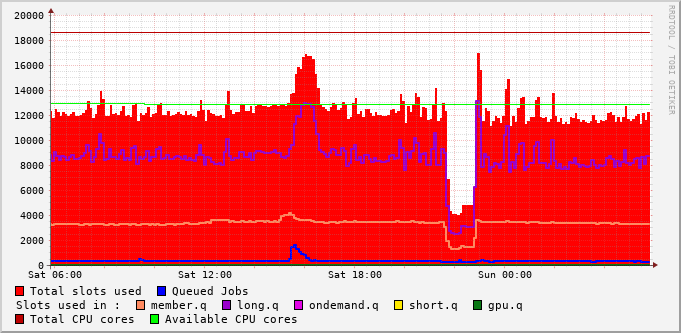 20000
18000
16000
14000
12000
10000
8000
6000
4000
2000
0
Sat 06:00 Sat 12:00 Sat 18:00 Sun 00:00
Total slots used Queued Jobs
Slots used in : member.q long.q ondemand.q short.q gpu.q
Total CPU cores Available CPU cores
RRDTOOL / TOBI OETIKER